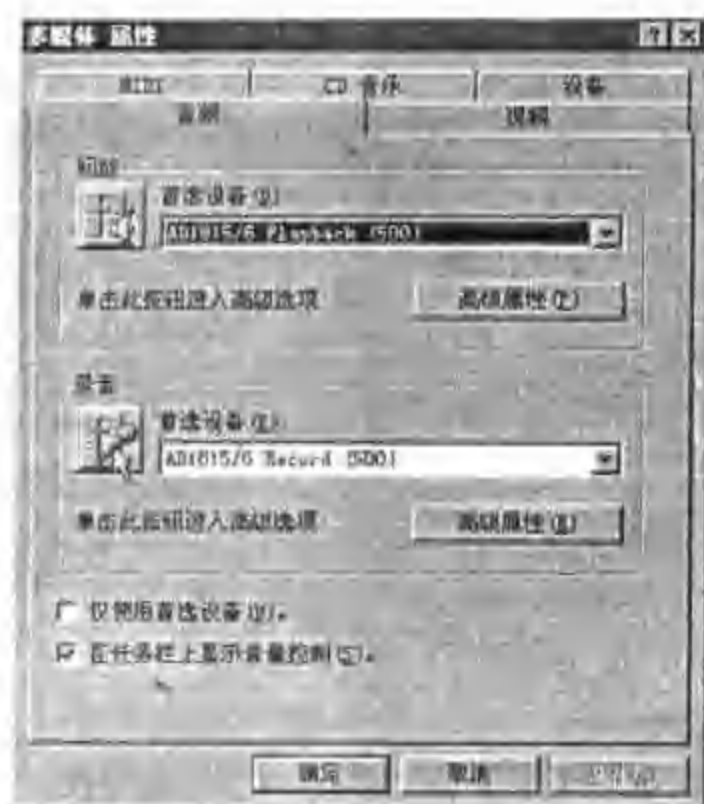 多媒体 属性
MIDI CD 音乐 设备
音频 视频
回放
首选设备
AD1815/6 Playback (500)
单击此按钮进入高级选项 高级属性
录音
首选设备
AD1815/6 Record (500)
单击此按钮进入高级选项 高级属性
仅使用首选设备
在任务栏上显示音量控制
确定 取消